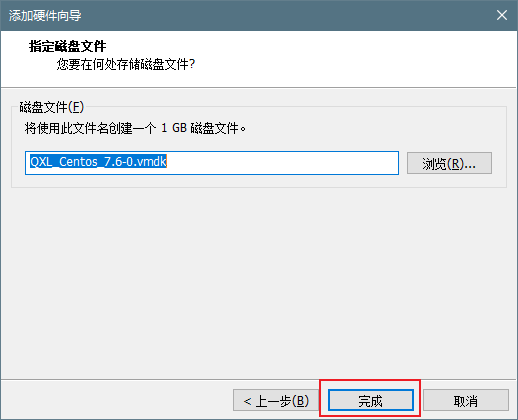 添加硬件向导
指定磁盘文件
您要在何处存储磁盘文件?
磁盘文件(F)
将使用此文件名创建一个 1 GB 磁盘文件。
QXL_Centos_7.6-0.vmdk
浏览(R)...
< 上一步(B)
完成
取消